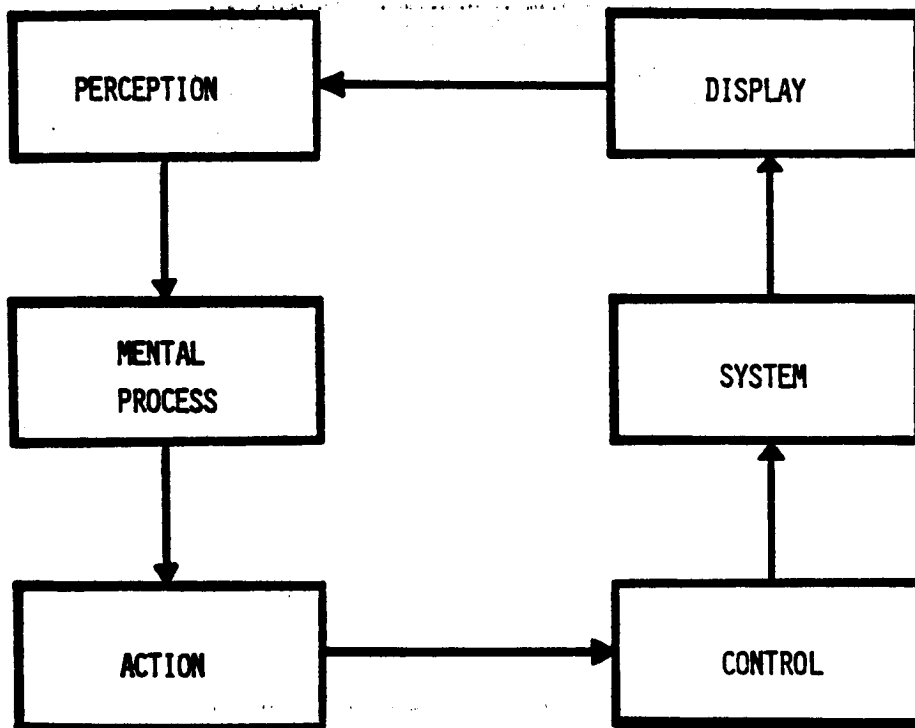 PERCEPTION
DISPLAY
MENTAL
PROCESS
SYSTEM
ACTION
CONTROL